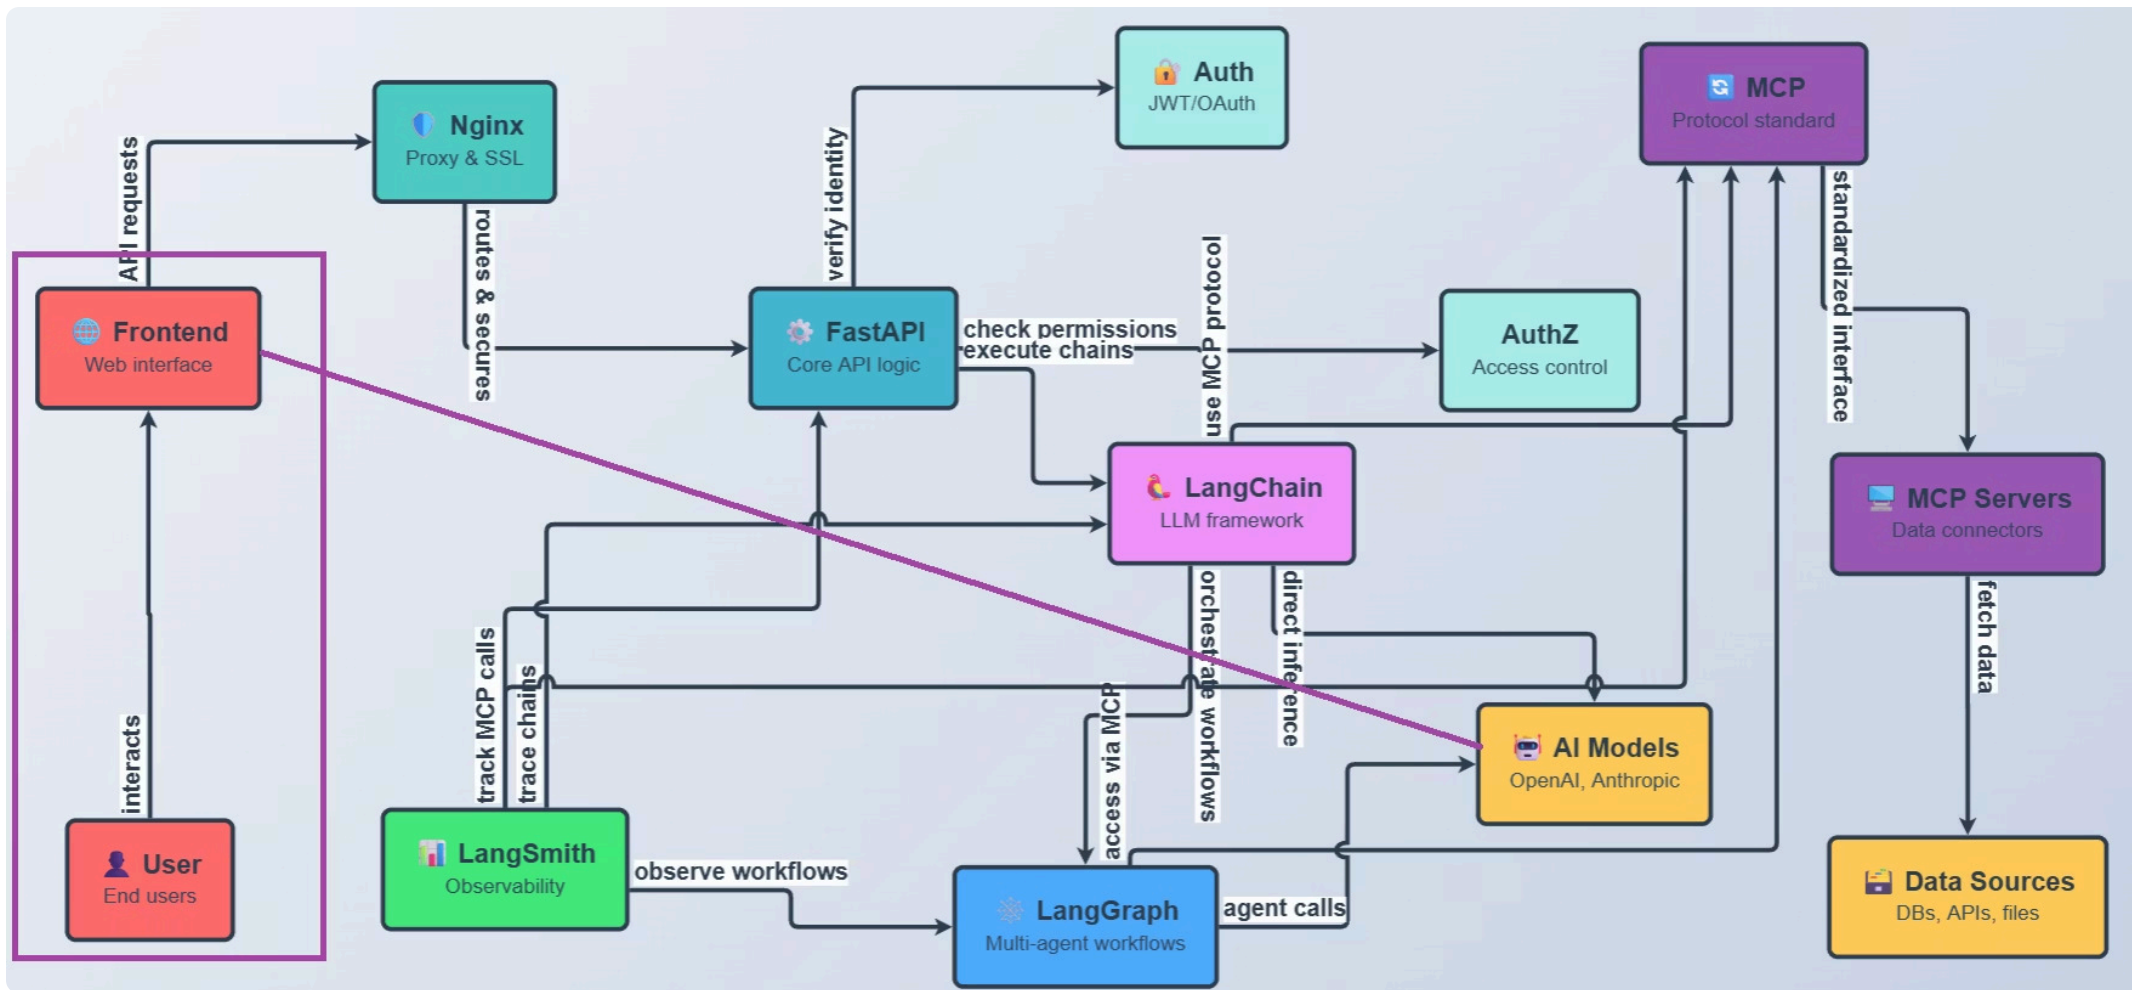 Auth
JWT/OAuth
MCP
Protocol standard
Nginx
Proxy & SSL
API requests
verify identity
routes & secures
standardized interface
use MCP protocol
Frontend
Web interface
FastAPI
Core API logic
check permissions
execute chains
AuthZ
Access control
LangChain
LLM framework
MCP Servers
Data connectors
orchestrate workflows
direct inference
fetch data
track MCP calls
trace chains
access via MCP
interacts
AI Models
OpenAI, Anthropic
User
End users
LangSmith
Observability
observe workflows
LangGraph
Multi-agent workflows
agent calls
Data Sources
DBs, APIs, files